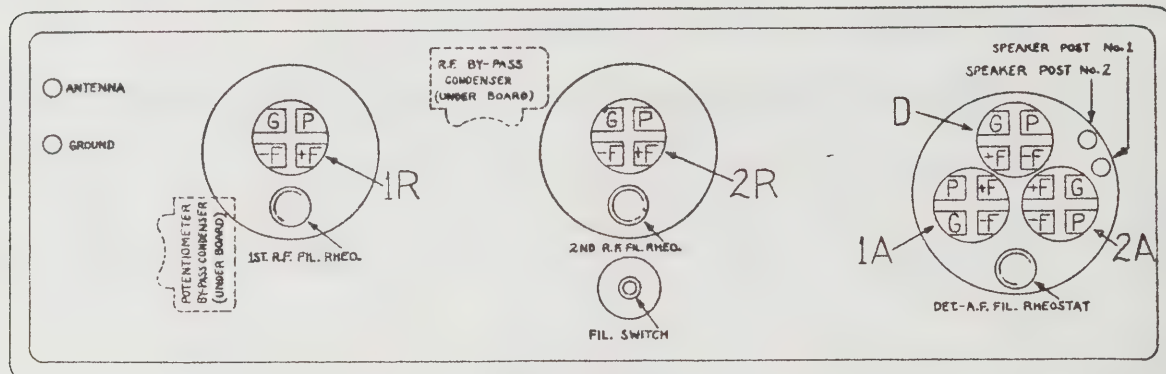 ANTENNA
GROUND
POTENTIOMETER
BY-PASS CONDENSER
(UNDER BOARD)
G P
-F +F
1R
1ST. R.F. FIL. RHEO.
R.F. BY-PASS
CONDENSER
(UNDER BOARD)
G P
-F +F
2R
2ND R.F. FIL. RHEO.
FIL. SWITCH
SPEAKER POST No.1
SPEAKER POST No.2
D
G P
+F -F
P +F
G -F
+F G
-F P
1A
2A
DET.-A.F. FIL. RHEOSTAT